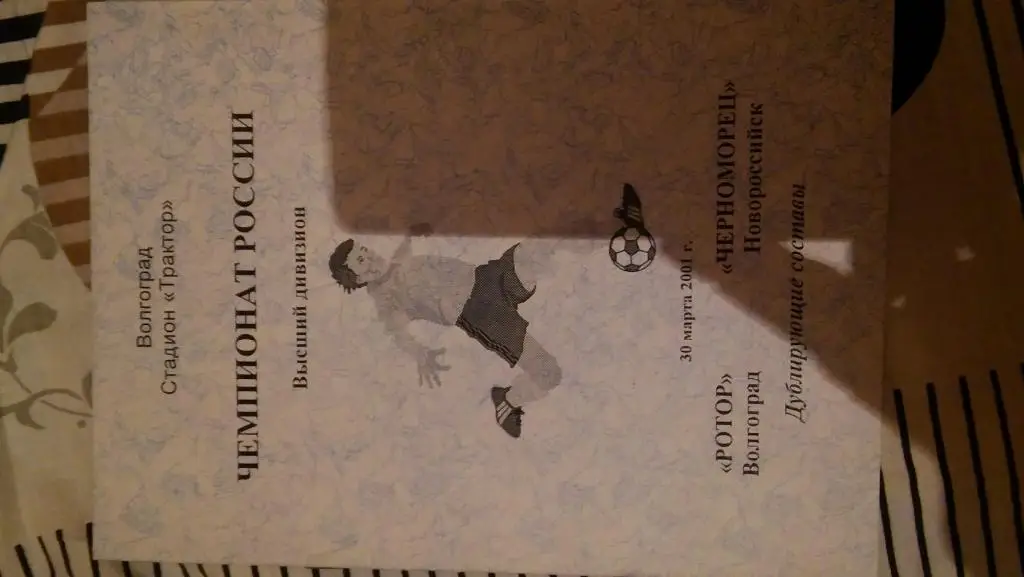 Волгоград
Стадион «Трактор»
ЧЕМПИОНАТ РОССИИ
Высший дивизион
30 марта 2001 г.
«РОТОР» «ЧЕРНОМОРЕЦ»
Волгоград Новороссийск
Дублирующие составы